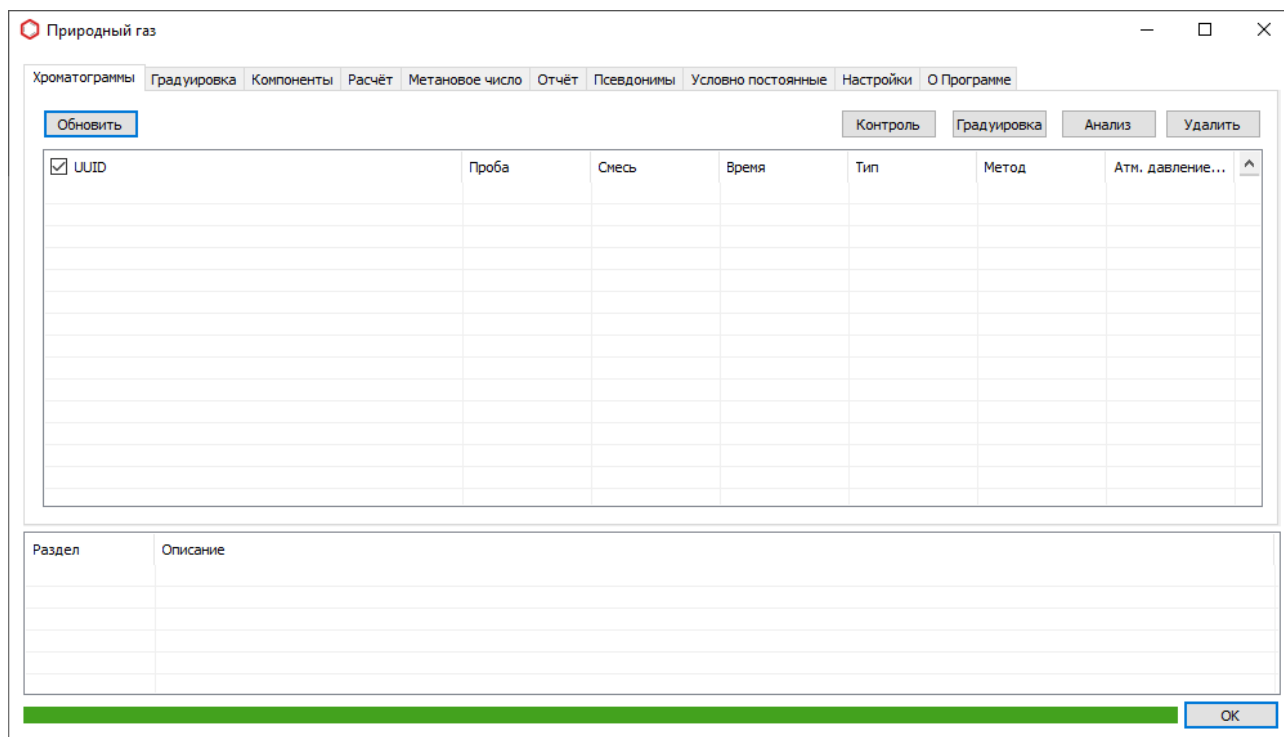 Природный газ
Хроматограммы Градуировка Компоненты Расчёт Метановое число Отчёт Псевдонимы Условно постоянные Настройки О Программе
Обновить Контроль Градуировка Анализ Удалить
UUID Проба Смесь Время Тип Метод Атм. давление...
Раздел Описание
OK